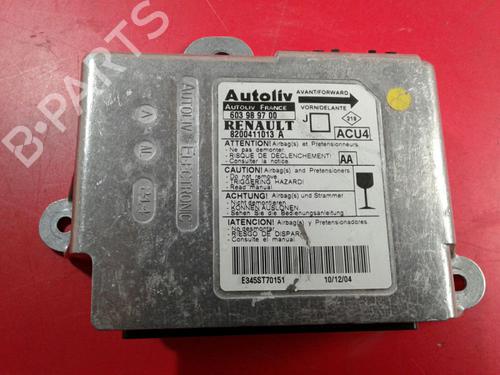 Autoliv
AVANT/FORWARD
AUTOLIV FRANCE
VORN/DELANTE
603 98 97 00
RENAULT
J
219
8200411013 A
ACU4
ATTENTION! Airbag(s) et Pretensionneurs.
- Ne pas demonter.
- RISQUE DE DECLENCHEMENT!
- Consulter la notice.
AA
CAUTION! Airbag(s) and Pretensioners
- Do not remove.
- TRIGGERING HAZARD!
- Read manual.
ACHTUNG! Airbag(s) und Strammer
- Nicht demontieren
- KÖNNEN AUSLÖSEN.
- Sehen Sie die Bedienungsanleitung
¡ATENCION! Airbag(s) y Pretensionadores.
- No desmontar.
- RIESGO DE DISPARA
- Consulte el manual.
E345ST70151
10/12/04
AUTOLIV ELECTRONIC
B-PARTS